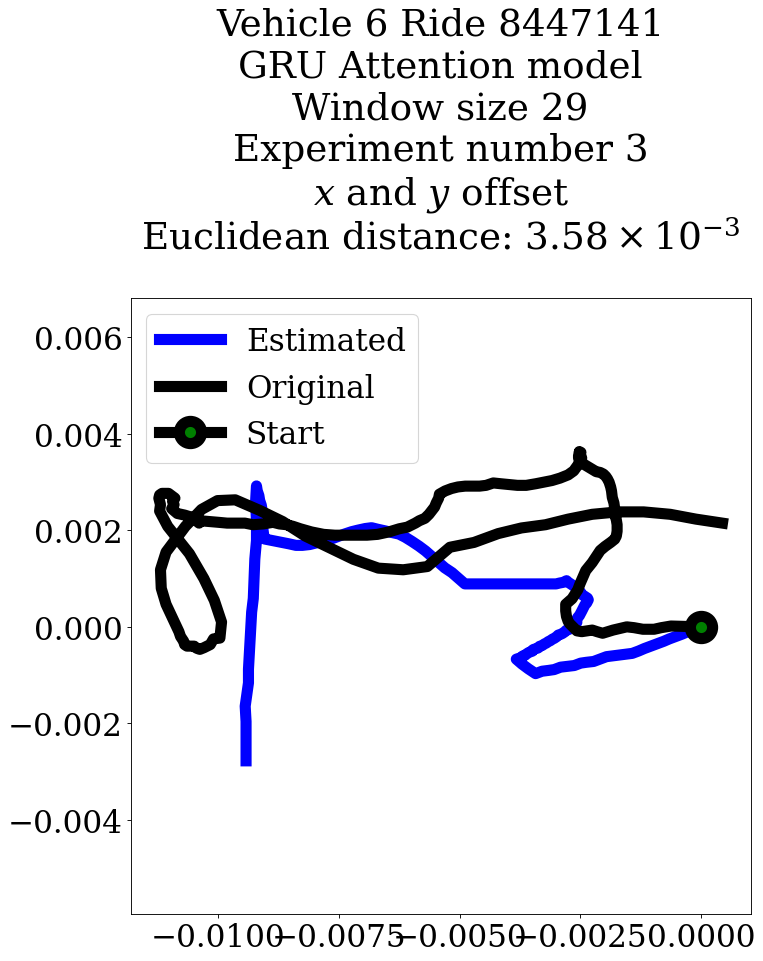 Vehicle 6 Ride 8447141
GRU Attention model
Window size 29
Experiment number 3
x and y offset
Euclidean distance: 3.58 × 10⁻³
Estimated
Original
Start
0.006
0.004
0.002
0.000
−0.002
−0.004
−0.0100 −0.0075 −0.0050 −0.0025 0.0000